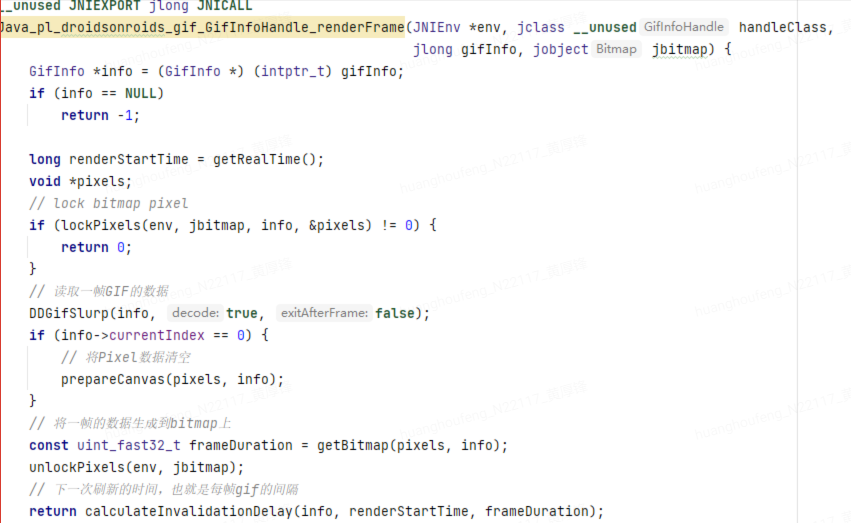 __unused JNIEXPORT jlong JNICALL
Java_pl_droidsonroids_gif_GifInfoHandle_renderFrame(JNIEnv *env, jclass __unused GifInfoHandle handleClass,
jlong gifInfo, jobject Bitmap jbitmap) {
GifInfo *info = (GifInfo *) (intptr_t) gifInfo;
if (info == NULL)
return -1;
long renderStartTime = getRealTime();
void *pixels;
// lock bitmap pixel
if (lockPixels(env, jbitmap, info, &pixels) != 0) {
return 0;
}
// 读取一帧GIF的数据
DDGifSlurp(info, decode: true, exitAfterFrame: false);
if (info->currentIndex == 0) {
// 将Pixel数据清空
prepareCanvas(pixels, info);
}
// 将一帧的数据生成到bitmap上
const uint_fast32_t frameDuration = getBitmap(pixels, info);
unlockPixels(env, jbitmap);
// 下一次刷新的时间，也就是每帧gif的间隔
return calculateInvalidationDelay(info, renderStartTime, frameDuration);